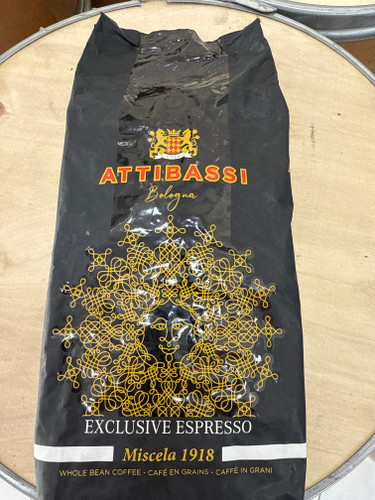 ATTIBASSI
Bologna
EXCLUSIVE ESPRESSO
Miscela 1918
WHOLE BEAN COFFEE - CAFÉ EN GRAINS - CAFFÈ IN GRANI